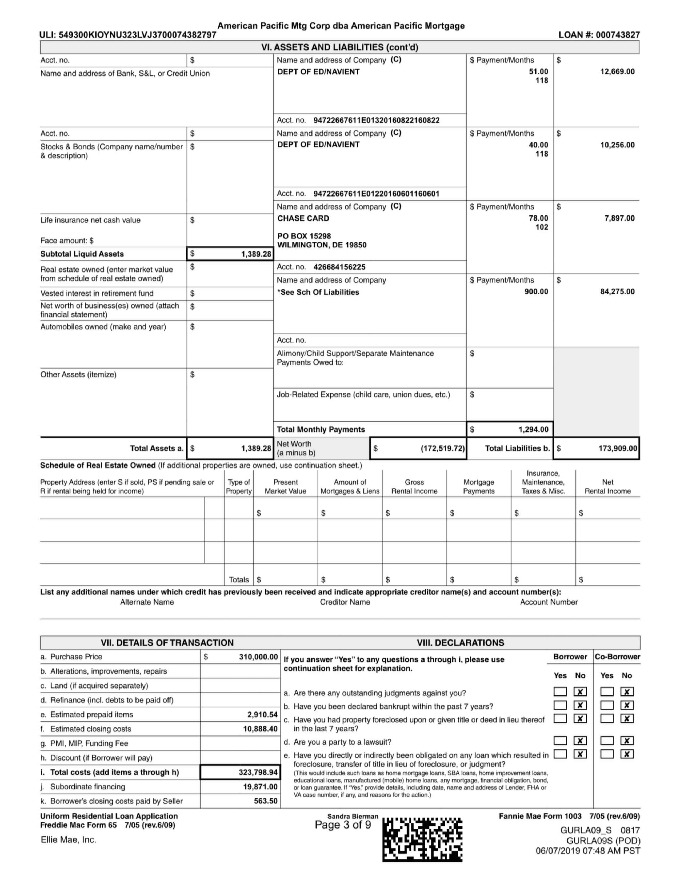 American Pacific Mtg Corp dba American Pacific Mortgage
ULI: 549300KIOYNU323LVJ3700074382797 LOAN #: 000743827
VI. ASSETS AND LIABILITIES (cont'd)
Acct. no. $ Name and address of Company (C) $ Payment/Months $
Name and address of Bank, S&L, or Credit Union DEPT OF ED/NAVIENT 51.00 12,669.00
118
Acct. no. 94722667611E01320160822160822
Acct. no. $ Name and address of Company (C) $ Payment/Months $
Stocks & Bonds (Company name/number $ DEPT OF ED/NAVIENT 40.00 10,256.00
& description) 118
Acct. no. 94722667611E01220160601160601
Name and address of Company (C) $ Payment/Months $
Life insurance net cash value $ CHASE CARD 78.00 7,897.00
102
Face amount: $ PO BOX 15298
WILMINGTON, DE 19850
Subtotal Liquid Assets $ 1,389.28
Real estate owned (enter market value $ Acct. no. 426684156225
from schedule of real estate owned) Name and address of Company $ Payment/Months $
Vested interest in retirement fund $ *See Sch Of Liabilities 900.00 84,275.00
Net worth of business(es) owned (attach $
financial statement)
Automobiles owned (make and year) $
Acct. no.
Alimony/Child Support/Separate Maintenance $
Payments Owed to:
Other Assets (itemize) $
Job-Related Expense (child care, union dues, etc.) $
Total Monthly Payments $ 1,294.00
Total Assets a. $ 1,389.28 Net Worth $ (172,519.72) Total Liabilities b. $ 173,909.00
(a minus b)
Schedule of Real Estate Owned (If additional properties are owned, use continuation sheet.)
Property Address (enter S if sold, PS if pending sale or R if rental being held for income) Type of Property Present Market Value Amount of Mortgages & Liens Gross Rental Income Mortgage Payments Insurance, Maintenance, Taxes & Misc. Net Rental Income
$ $ $ $ $ $
Totals $ $ $ $ $ $
List any additional names under which credit has previously been received and indicate appropriate creditor name(s) and account number(s):
Alternate Name Creditor Name Account Number
VII. DETAILS OF TRANSACTION VIII. DECLARATIONS
a. Purchase Price $ 310,000.00
b. Alterations, improvements, repairs
c. Land (if acquired separately)
d. Refinance (incl. debts to be paid off)
e. Estimated prepaid items 2,910.54
f. Estimated closing costs 10,888.40
g. PMI, MIP, Funding Fee
h. Discount (if Borrower will pay)
i. Total costs (add items a through h) 323,798.94
j. Subordinate financing 19,871.00
k. Borrower's closing costs paid by Seller 563.50
If you answer "Yes" to any questions a through i, please use
continuation sheet for explanation.
Borrower Co-Borrower
Yes No Yes No
a. Are there any outstanding judgments against you? X X
b. Have you been declared bankrupt within the past 7 years? X X
c. Have you had property foreclosed upon or given title or deed in lieu thereof X X
in the last 7 years?
d. Are you a party to a lawsuit? X X
e. Have you directly or indirectly been obligated on any loan which resulted in X X
foreclosure, transfer of title in lieu of foreclosure, or judgment?
(This would include such loans as home mortgage loans, SBA loans, home improvement loans,
educational loans, manufactured (mobile) home loans, any mortgage, financial obligation, bond,
or loan guarantee. If "Yes," provide details, including date, name and address of Lender, FHA or
VA case number, if any, and reasons for the action.)
Uniform Residential Loan Application Sandra Bierman Fannie Mae Form 1003 7/05 (rev.6/09)
Freddie Mac Form 65 7/05 (rev.6/09) Page 3 of 9
GURLA09_S 0817
Ellie Mae, Inc. GURLA09S (POD)
06/07/2019 07:48 AM PST